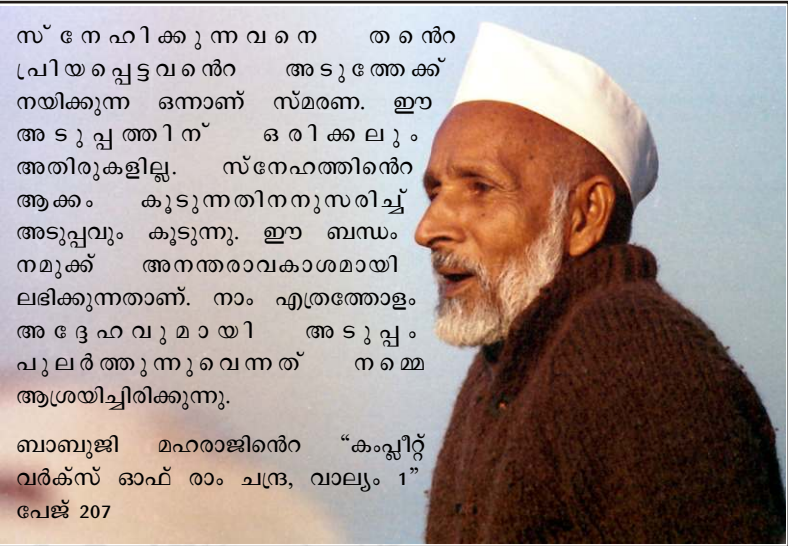 സ്നേഹിക്കുന്നവനെ തൻെറ
പ്രിയപ്പെട്ടവൻെറ അടുത്തേക്ക്
നയിക്കുന്ന ഒന്നാണ് സ്മരണ. ഈ
അടുപ്പത്തിന് ഒരിക്കലും
അതിരുകളില്ല. സ്നേഹത്തിൻെറ
ആക്കം കൂടുന്നതിനനുസരിച്ച്
അടുപ്പവും കൂടുന്നു. ഈ ബന്ധം
നമുക്ക് അനന്തരാവകാശമായി
ലഭിക്കുന്നതാണ്. നാം എത്രത്തോളം
അദ്ദേഹവുമായി അടുപ്പം
പുലർത്തുന്നുവെന്നത് നമ്മെ
ആശ്രയിച്ചിരിക്കുന്നു.
ബാബുജി മഹരാജിൻെറ “കംപ്ലീറ്റ്
വർക്സ് ഓഫ് രാം ചന്ദ്ര, വാല്യം 1”
പേജ് 207